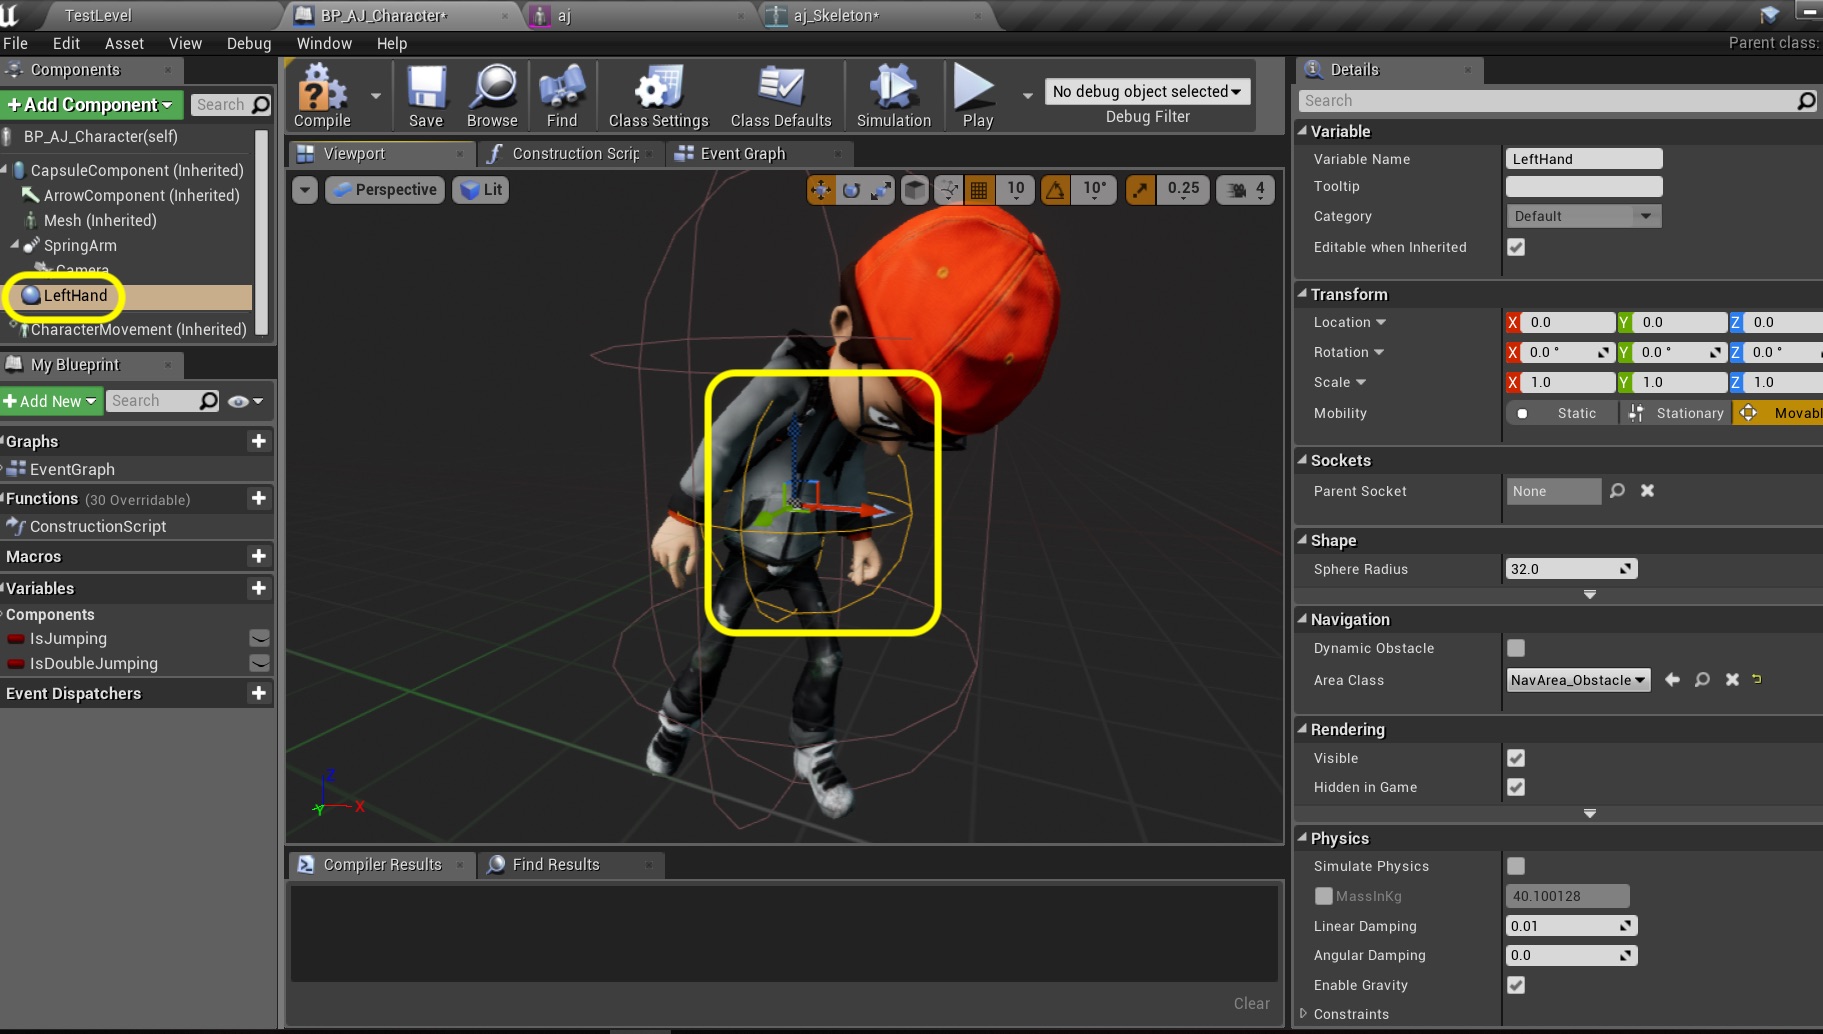 TestLevel
BP_AJ_Character*
aj
aj_Skeleton*
File Edit Asset View Debug Window Help
Parent class:
Components
+Add Component
Search
BP_AJ_Character(self)
CapsuleComponent (Inherited)
ArrowComponent (Inherited)
Mesh (Inherited)
SpringArm
Camera
LeftHand
CharacterMovement (Inherited)
My Blueprint
+Add New
Search
Graphs
EventGraph
Functions (30 Overridable)
ConstructionScript
Macros
Variables
Components
IsJumping
IsDoubleJumping
Event Dispatchers
Compile
Save
Browse
Find
Class Settings
Class Defaults
Simulation
Play
No debug object selected
Debug Filter
Viewport
Construction Scrip
Event Graph
Perspective
Lit
10
10°
0.25
4
Z
X
Y
Compiler Results
Find Results
Clear
Details
Search
Variable
Variable Name LeftHand
Tooltip
Category Default
Editable when Inherited
Transform
Location X 0.0 Y 0.0 Z 0.0
Rotation X 0.0 ° Y 0.0 ° Z 0.0 °
Scale X 1.0 Y 1.0 Z 1.0
Mobility Static Stationary Movabl
Sockets
Parent Socket None
Shape
Sphere Radius 32.0
Navigation
Dynamic Obstacle
Area Class NavArea_Obstacle
Rendering
Visible
Hidden in Game
Physics
Simulate Physics
MassInKg 40.100128
Linear Damping 0.01
Angular Damping 0.0
Enable Gravity
Constraints